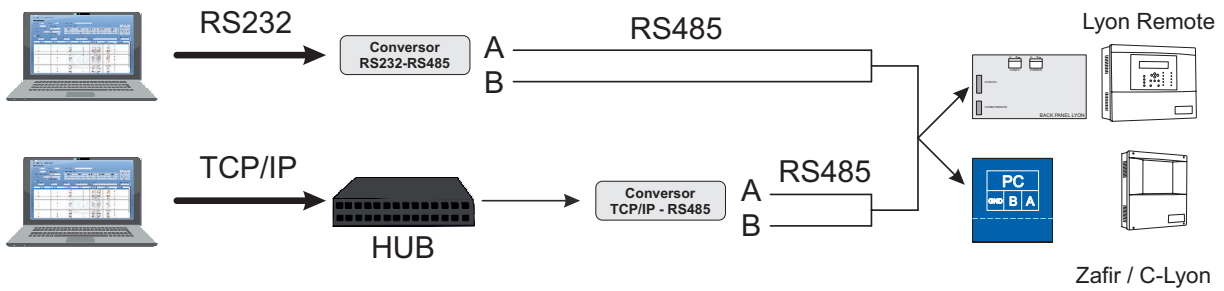 RS232
Conversor
RS232-RS485
A
B
RS485
Lyon Remote
BACK PANEL LYON
TCP/IP
HUB
Conversor
TCP/IP - RS485
A
B
RS485
PC
GND B A
Zafir / C-Lyon